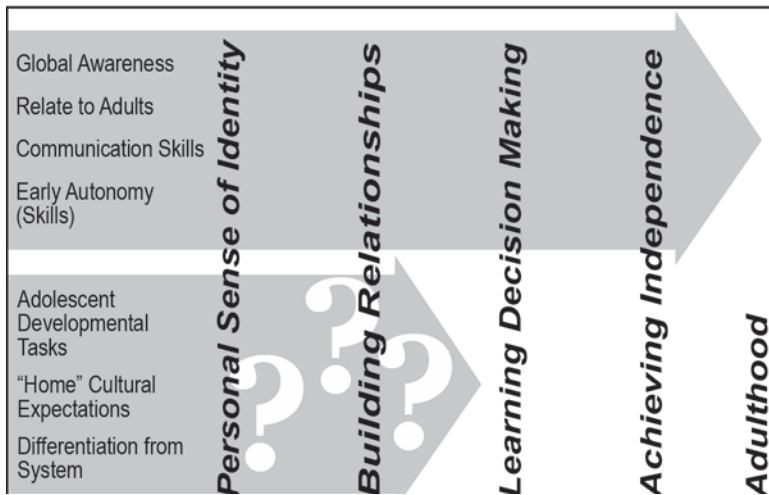 Global Awareness
Relate to Adults
Communication Skills
Early Autonomy
(Skills)
Adolescent
Developmental
Tasks
“Home” Cultural
Expectations
Differentiation from
System
Personal Sense of Identity
Building Relationships
Learning Decision Making
Achieving Independence
Adulthood
?
?
?